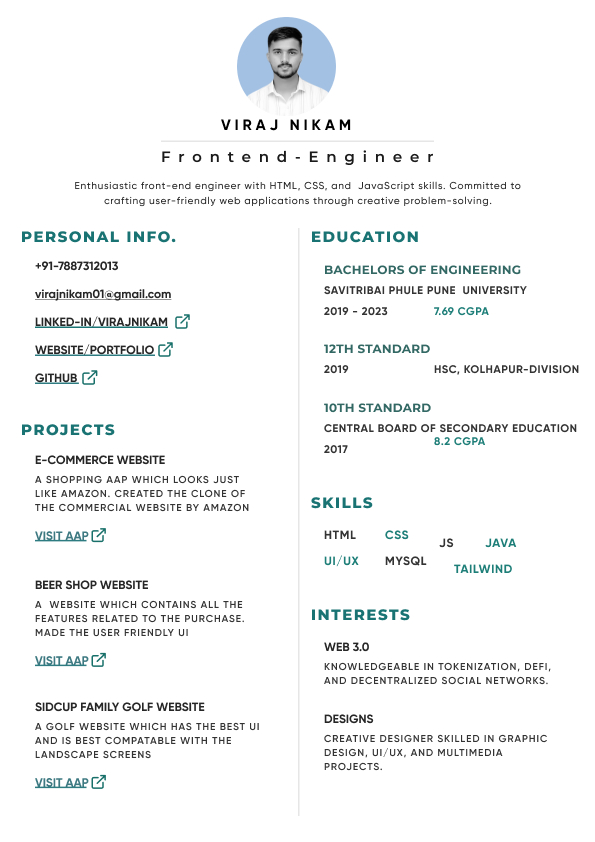 VIRAJ NIKAM
Frontend-Engineer
Enthusiastic front-end engineer with HTML, CSS, and JavaScript skills. Committed to
crafting user-friendly web applications through creative problem-solving.
PERSONAL INFO.
+91-7887312013
virajnikam01@gmail.com
LINKED-IN/VIRAJNIKAM
WEBSITE/PORTFOLIO
GITHUB
PROJECTS
E-COMMERCE WEBSITE
A SHOPPING AAP WHICH LOOKS JUST
LIKE AMAZON. CREATED THE CLONE OF
THE COMMERCIAL WEBSITE BY AMAZON
VISIT AAP
BEER SHOP WEBSITE
A WEBSITE WHICH CONTAINS ALL THE
FEATURES RELATED TO THE PURCHASE.
MADE THE USER FRIENDLY UI
VISIT AAP
SIDCUP FAMILY GOLF WEBSITE
A GOLF WEBSITE WHICH HAS THE BEST UI
AND IS BEST COMPATABLE WITH THE
LANDSCAPE SCREENS
VISIT AAP
EDUCATION
BACHELORS OF ENGINEERING
SAVITRIBAI PHULE PUNE UNIVERSITY
2019 - 2023 7.69 CGPA
12TH STANDARD
2019 HSC, KOLHAPUR-DIVISION
10TH STANDARD
CENTRAL BOARD OF SECONDARY EDUCATION
8.2 CGPA
2017
SKILLS
HTML CSS JS JAVA
UI/UX MYSQL TAILWIND
INTERESTS
WEB 3.0
KNOWLEDGEABLE IN TOKENIZATION, DEFI,
AND DECENTRALIZED SOCIAL NETWORKS.
DESIGNS
CREATIVE DESIGNER SKILLED IN GRAPHIC
DESIGN, UI/UX, AND MULTIMEDIA
PROJECTS.